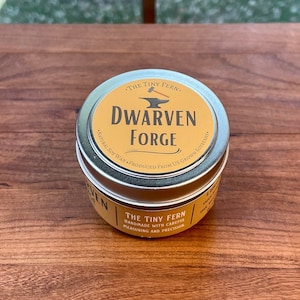 The Tiny Fern
Dwarven
Forge
The Tiny Fern
Handmade with careful
measuring and precision